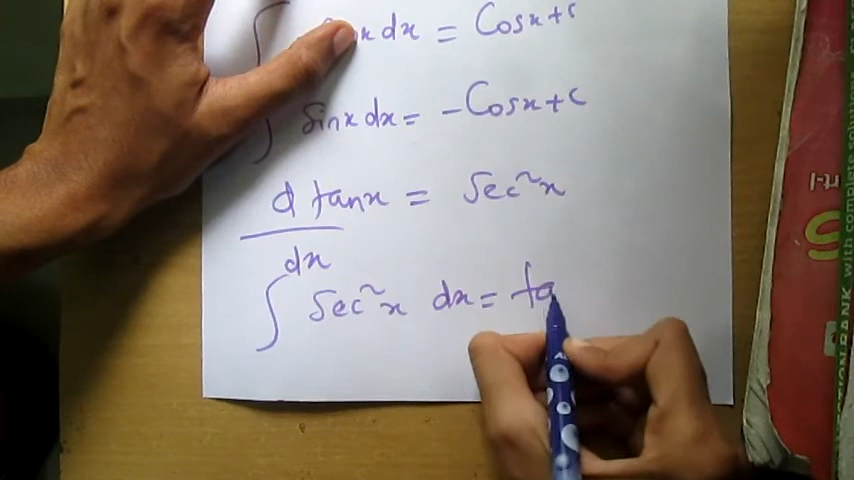 ∫ dx = Cosx+c
∫ Sinx dx = -Cosx+c
d tanx = Sec²x
dx
∫ Sec²x dx = ta